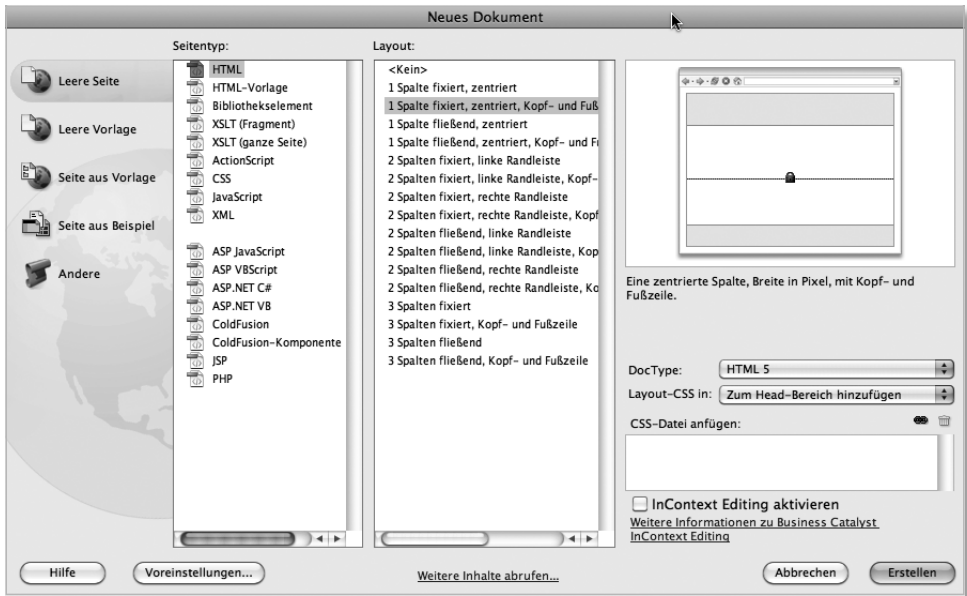 Neues Dokument
Seitentyp:
Layout:
Leere Seite
Leere Vorlage
Seite aus Vorlage
Seite aus Beispiel
Andere
HTML
HTML-Vorlage
Bibliothekselement
XSLT (Fragment)
XSLT (ganze Seite)
ActionScript
CSS
JavaScript
XML
ASP JavaScript
ASP VBScript
ASP.NET C#
ASP.NET VB
ColdFusion
ColdFusion-Komponente
JSP
PHP
<Kein>
1 Spalte fixiert, zentriert
1 Spalte fixiert, zentriert, Kopf- und Fuß
1 Spalte fließend, zentriert
1 Spalte fließend, zentriert, Kopf- und F
2 Spalten fixiert, linke Randleiste
2 Spalten fixiert, linke Randleiste, Kopf-
2 Spalten fixiert, rechte Randleiste
2 Spalten fixiert, rechte Randleiste, Kopf
2 Spalten fließend, linke Randleiste
2 Spalten fließend, linke Randleiste, Kop
2 Spalten fließend, rechte Randleiste
2 Spalten fließend, rechte Randleiste, Ko
3 Spalten fixiert
3 Spalten fixiert, Kopf- und Fußzeile
3 Spalten fließend
3 Spalten fließend, Kopf- und Fußzeile
Eine zentrierte Spalte, Breite in Pixel, mit Kopf- und
Fußzeile.
DocType: HTML 5
Layout-CSS in: Zum Head-Bereich hinzufügen
CSS-Datei anfügen:
InContext Editing aktivieren
Weitere Informationen zu Business Catalyst
InContext Editing
Hilfe
Voreinstellungen...
Weitere Inhalte abrufen...
Abbrechen
Erstellen